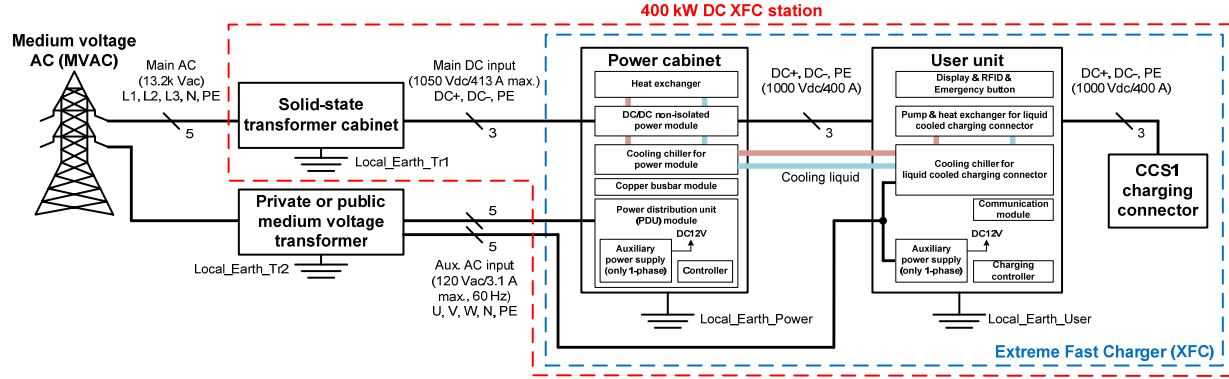 400 kW DC XFC station
Medium voltage
AC (MVAC)
Main AC
(13.2k Vac)
L1, L2, L3, N, PE
5
Solid-state
transformer cabinet
Local_Earth_Tr1
Main DC input
(1050 Vdc/413 A max.)
DC+, DC-, PE
3
Private or public
medium voltage
transformer
Local_Earth_Tr2
5
5
Aux. AC input
(120 Vac/3.1 A
max., 60 Hz)
U, V, W, N, PE
Power cabinet
Heat exchanger
DC/DC non-isolated
power module
Cooling chiller for
power module
Copper busbar module
Power distribution unit
(PDU) module
DC12V
Auxiliary
power supply
(only 1-phase)
Controller
Local_Earth_Power
DC+, DC-, PE
(1000 Vdc/400 A)
3
Cooling liquid
User unit
Display & RFID &
Emergency button
Pump & heat exchanger for liquid
cooled charging connector
Cooling chiller for
liquid cooled charging connector
Communication
module
DC12V
Auxiliary
power supply
(only 1-phase)
Charging
controller
Local_Earth_User
DC+, DC-, PE
(1000 Vdc/400 A)
3
CCS1
charging
connector
Extreme Fast Charger (XFC)